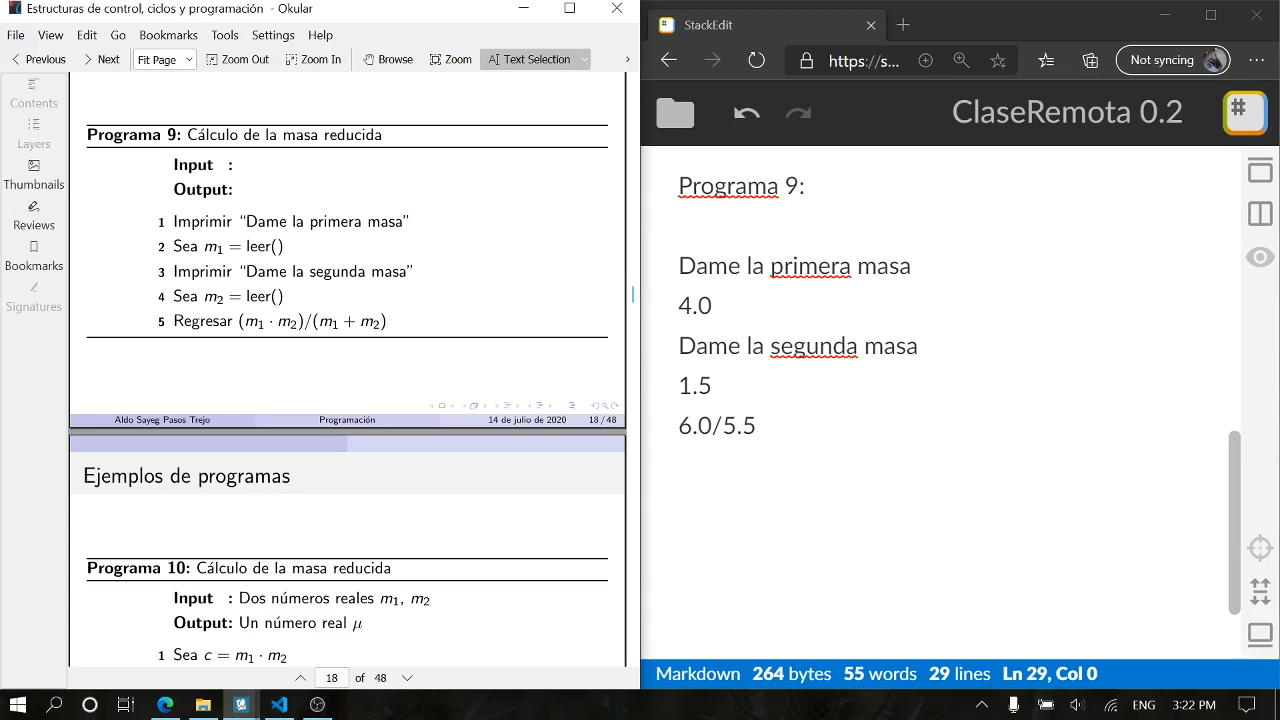 Estructuras de control, ciclos y programación - Okular
File View Edit Go Bookmarks Tools Settings Help
Previous Next Fit Page Zoom Out Zoom In Browse Zoom Text Selection
Contents
Layers
Thumbnails
Reviews
Bookmarks
Signatures
Programa 9: Cálculo de la masa reducida
Input :
Output:
1 Imprimir “Dame la primera masa”
2 Sea m₁ = leer()
3 Imprimir “Dame la segunda masa”
4 Sea m₂ = leer()
5 Regresar (m₁ · m₂)/(m₁ + m₂)
Aldo Sayeg Pasos Trejo Programación 14 de julio de 2020 18 / 48
Ejemplos de programas
Programa 10: Cálculo de la masa reducida
Input : Dos números reales m₁, m₂
Output: Un número real μ
1 Sea c = m₁ · m₂
18 of 48
StackEdit
https://s...
Not syncing
ClaseRemota 0.2
#
Programa 9:
Dame la primera masa
4.0
Dame la segunda masa
1.5
6.0/5.5
Markdown 264 bytes 55 words 29 lines Ln 29, Col 0
ENG 3:22 PM